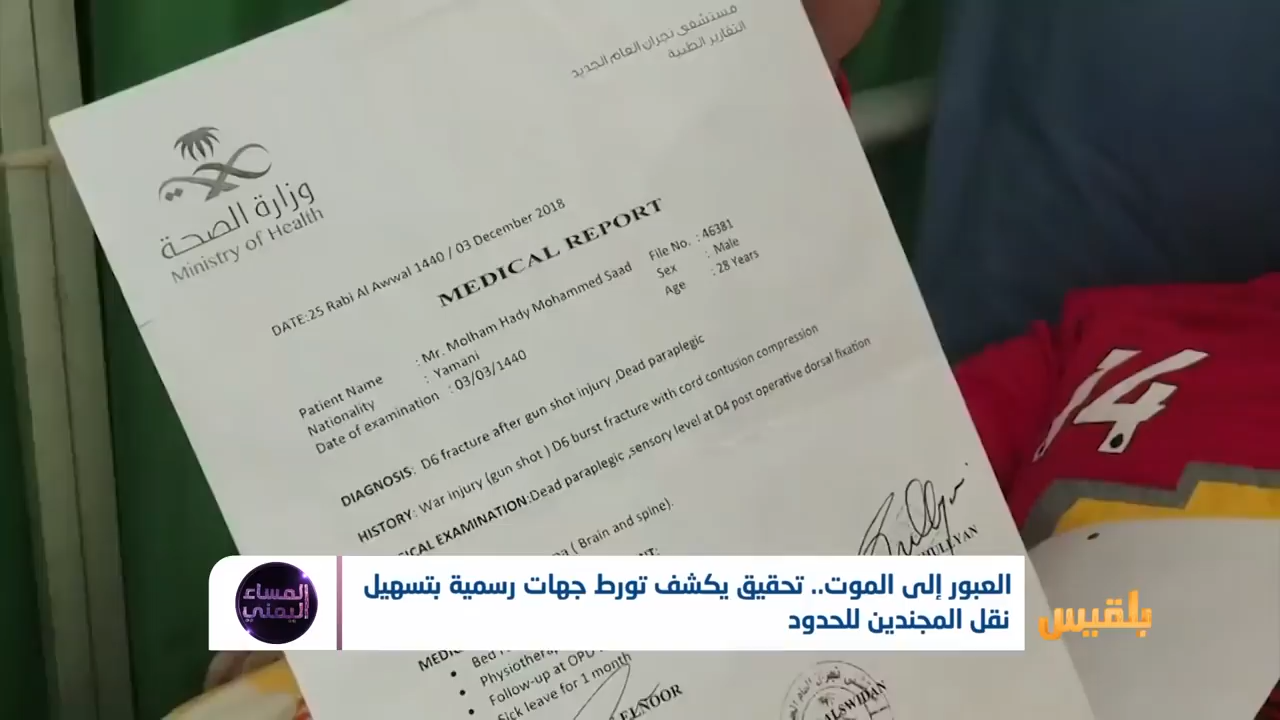 مستشفى نجران العام الجديد
التقارير الطبية
وزارة الصحة
Ministry of Health
DATE:25 Rabi Al Awwal 1440 / 03 December 2018
MEDICAL REPORT
Patient Name : Mr. Molham Hady Mohammed Saad File No. : 46381
Nationality : Yamani Sex : Male
Date of examination : 03/03/1440 Age : 28 Years
DIAGNOSIS: D6 fracture after gun shot injury ,Dead paraplegic
HISTORY: War injury (gun shot ) D6 burst fracture with cord contusion compression
EXAMINATION:Dead paraplegic ,sensory level at D4 post operative dorsal fixation
( Brain and spine).
العبور إلى الموت.. تحقيق يكشف تورط جهات رسمية بتسهيل
نقل المجندين للحدود
المساء
اليمني
بلقيس
Bed
Follow-up at OPD
Sick leave for 1 month
ELNOOR
ALSWIDAN
14